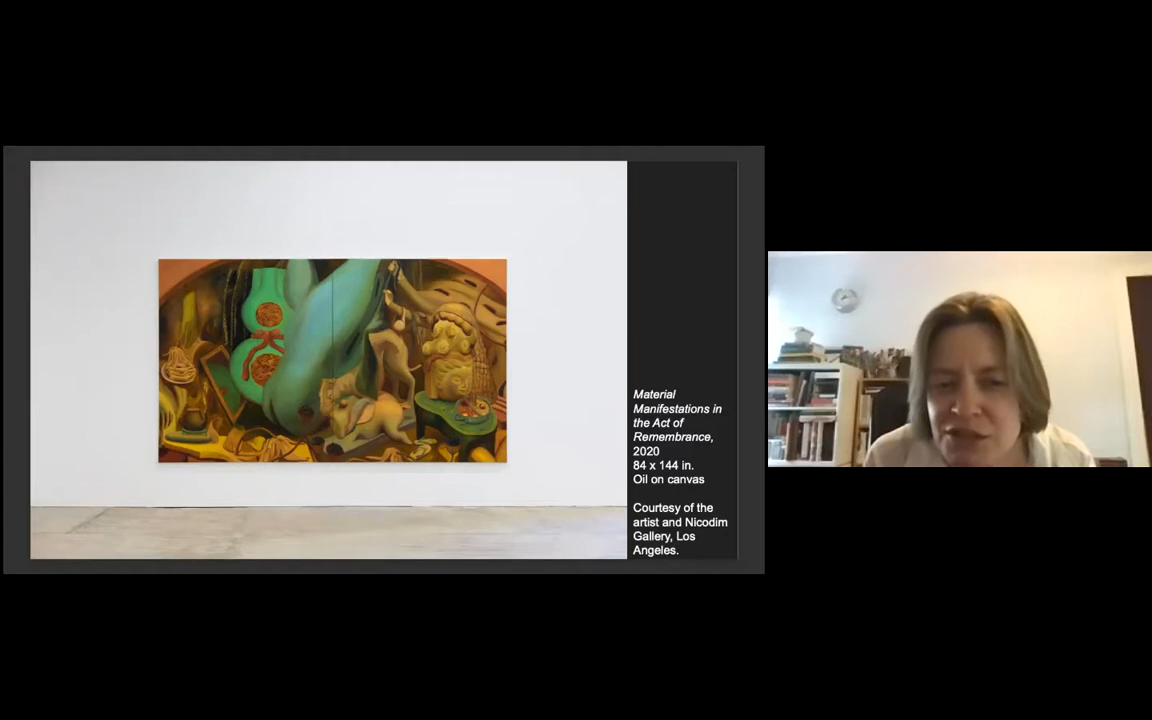 Material
Manifestations in
the Act of
Remembrance,
2020
84 x 144 in.
Oil on canvas
Courtesy of the
artist and Nicodim
Gallery, Los
Angeles.